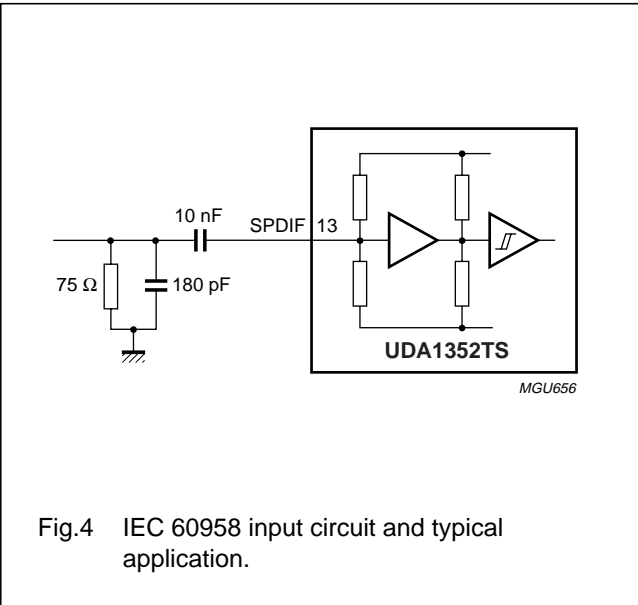 10 nF
SPDIF 13
75 Ω
180 pF
UDA1352TS
MGU656
Fig.4 IEC 60958 input circuit and typical
application.